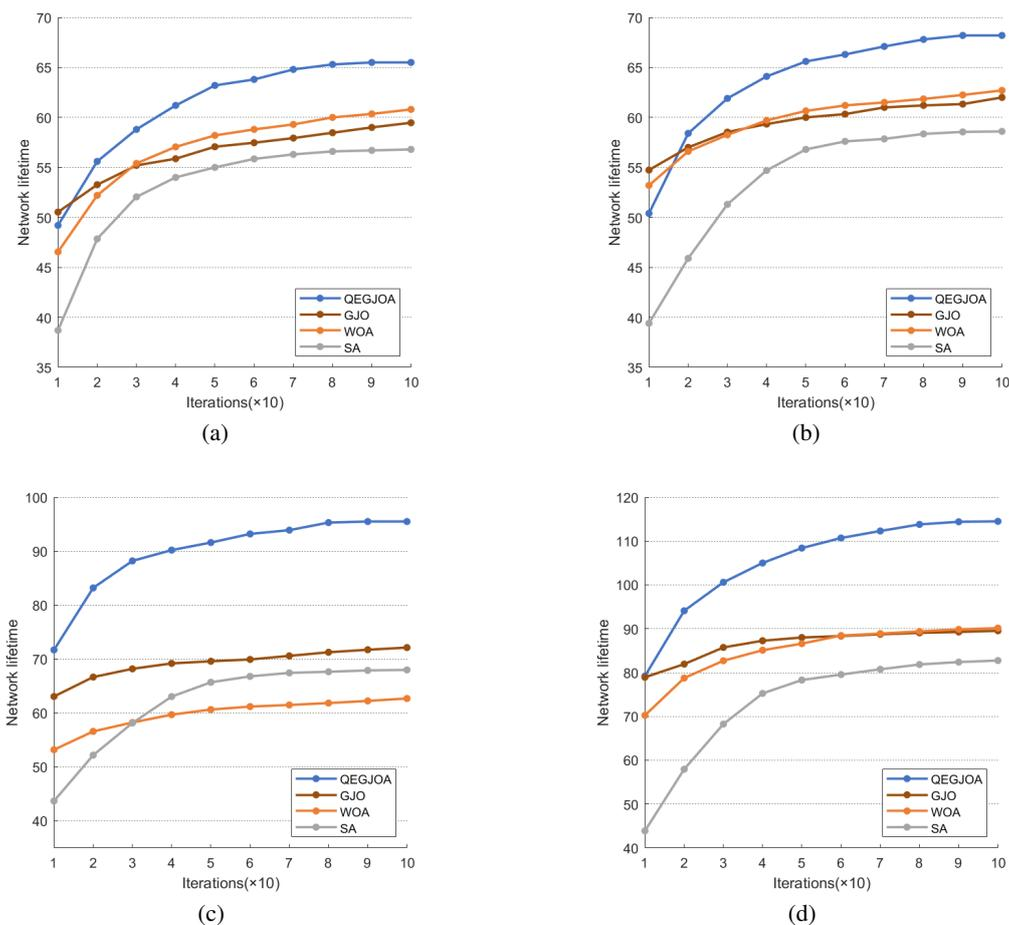 70
65
60
55
50
45
40
35
Network lifetime
1 2 3 4 5 6 7 8 9 10
Iterations(×10)
QEGJOA
GJO
WOA
SA
(a)
70
65
60
55
50
45
40
35
Network lifetime
1 2 3 4 5 6 7 8 9 10
Iterations(×10)
QEGJOA
GJO
WOA
SA
(b)
100
90
80
70
60
50
40
Network lifetime
1 2 3 4 5 6 7 8 9 10
Iterations(×10)
QEGJOA
GJO
WOA
SA
(c)
120
110
100
90
80
70
60
50
40
Network lifetime
1 2 3 4 5 6 7 8 9 10
Iterations(×10)
QEGJOA
GJO
WOA
SA
(d)